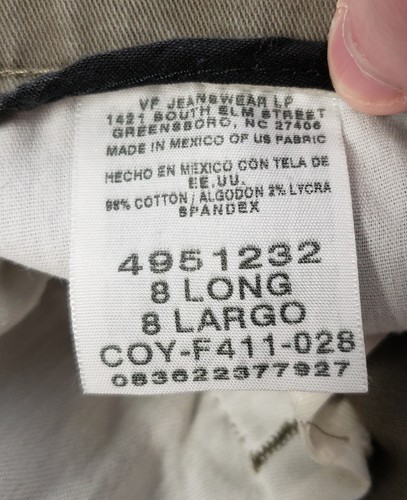 VF JEANSWEAR LP
1421 SOUTH ELM STREET
GREENSBORO, NC 27406
MADE IN MEXICO OF US FABRIC
HECHO EN MEXICO CON TELA DE
EE.UU.
98% COTTON / ALGODON 2% LYCRA
SPANDEX
4951232
8 LONG
8 LARGO
COY-F411-028
083622377927